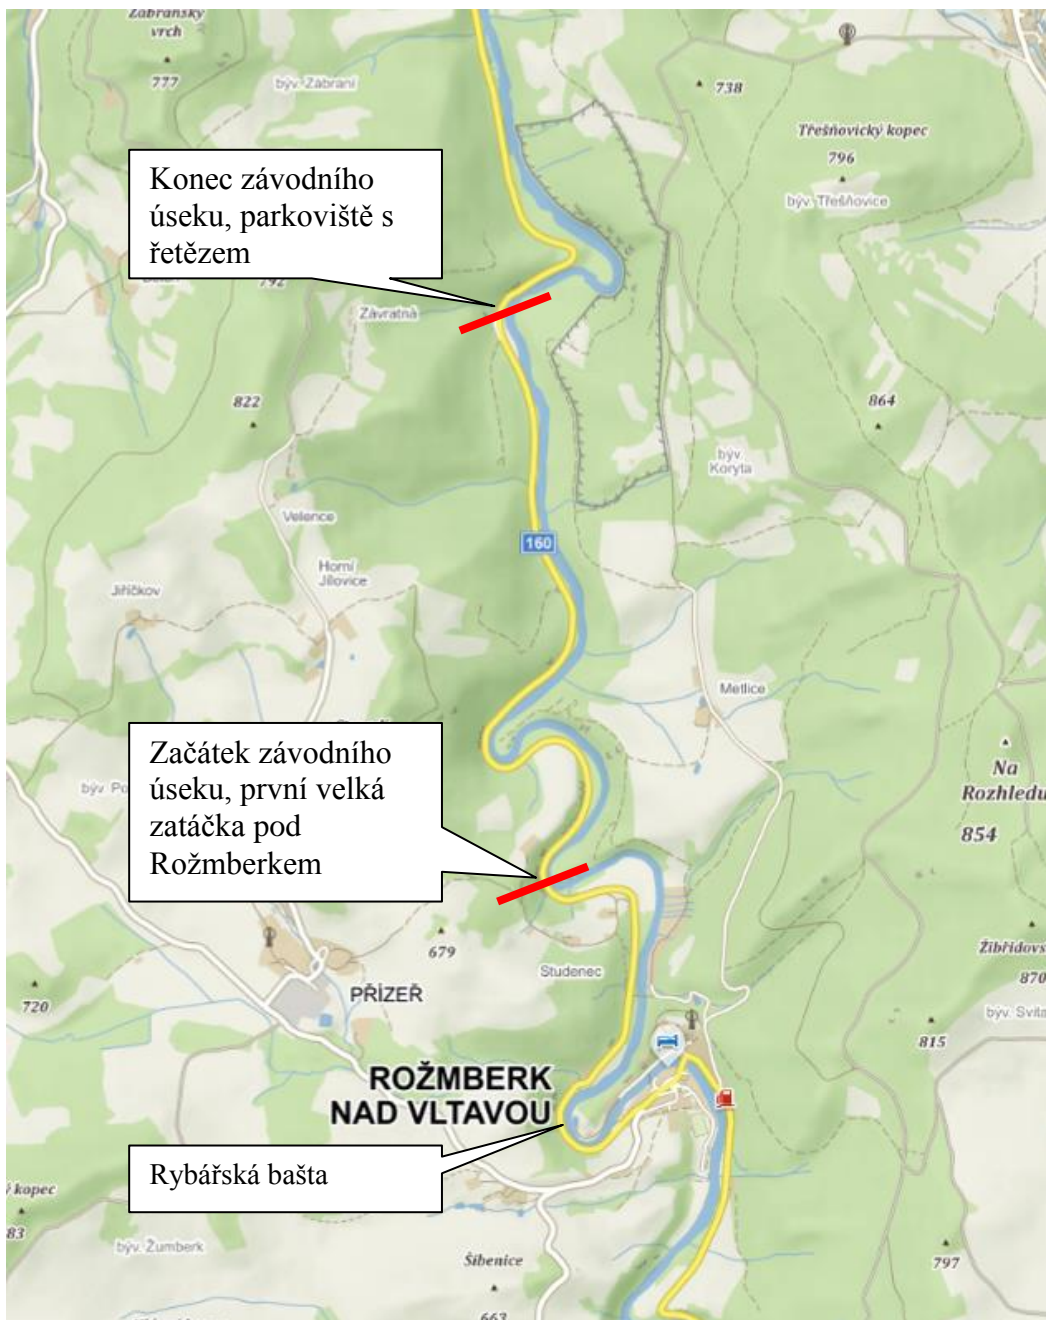 Zábranský
vrch
777
býv. Zábraní
738
Třešňovický kopec
796
býv. Třešňovice
Konec závodního
úseku, parkoviště s
řetězem
792
Závratná
822
864
býv.
Koryta
Velence
160
Horní
Jílovice
Jiříčkov
Metlice
Začátek závodního
úseku, první velká
zatáčka pod
Rožmberkem
býv.
Na
Rozhledu
854
679
Studenec
Žibřidovs
870
720
PŘÍZEŘ
býv. Svita
815
ROŽMBERK
NAD VLTAVOU
Rybářská bašta
kopec
83
býv. Žumberk
Šibenice
663
797